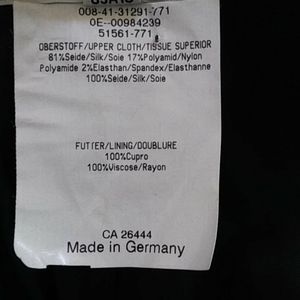 008-41-31291-771
0E--00984239
51561-771
OBERSTOFF/UPPER CLOTH/TISSUE SUPERIOR
81%Seide/Silk/Soie 17%Polyamid/Nylon
Polyamide 2%Elasthan/Spandex/Elasthanne
100%Seide/Silk/Soie
FUTTER/LINING/DOUBLURE
100%Cupro
100%Viscose/Rayon
CA 26444
Made in Germany